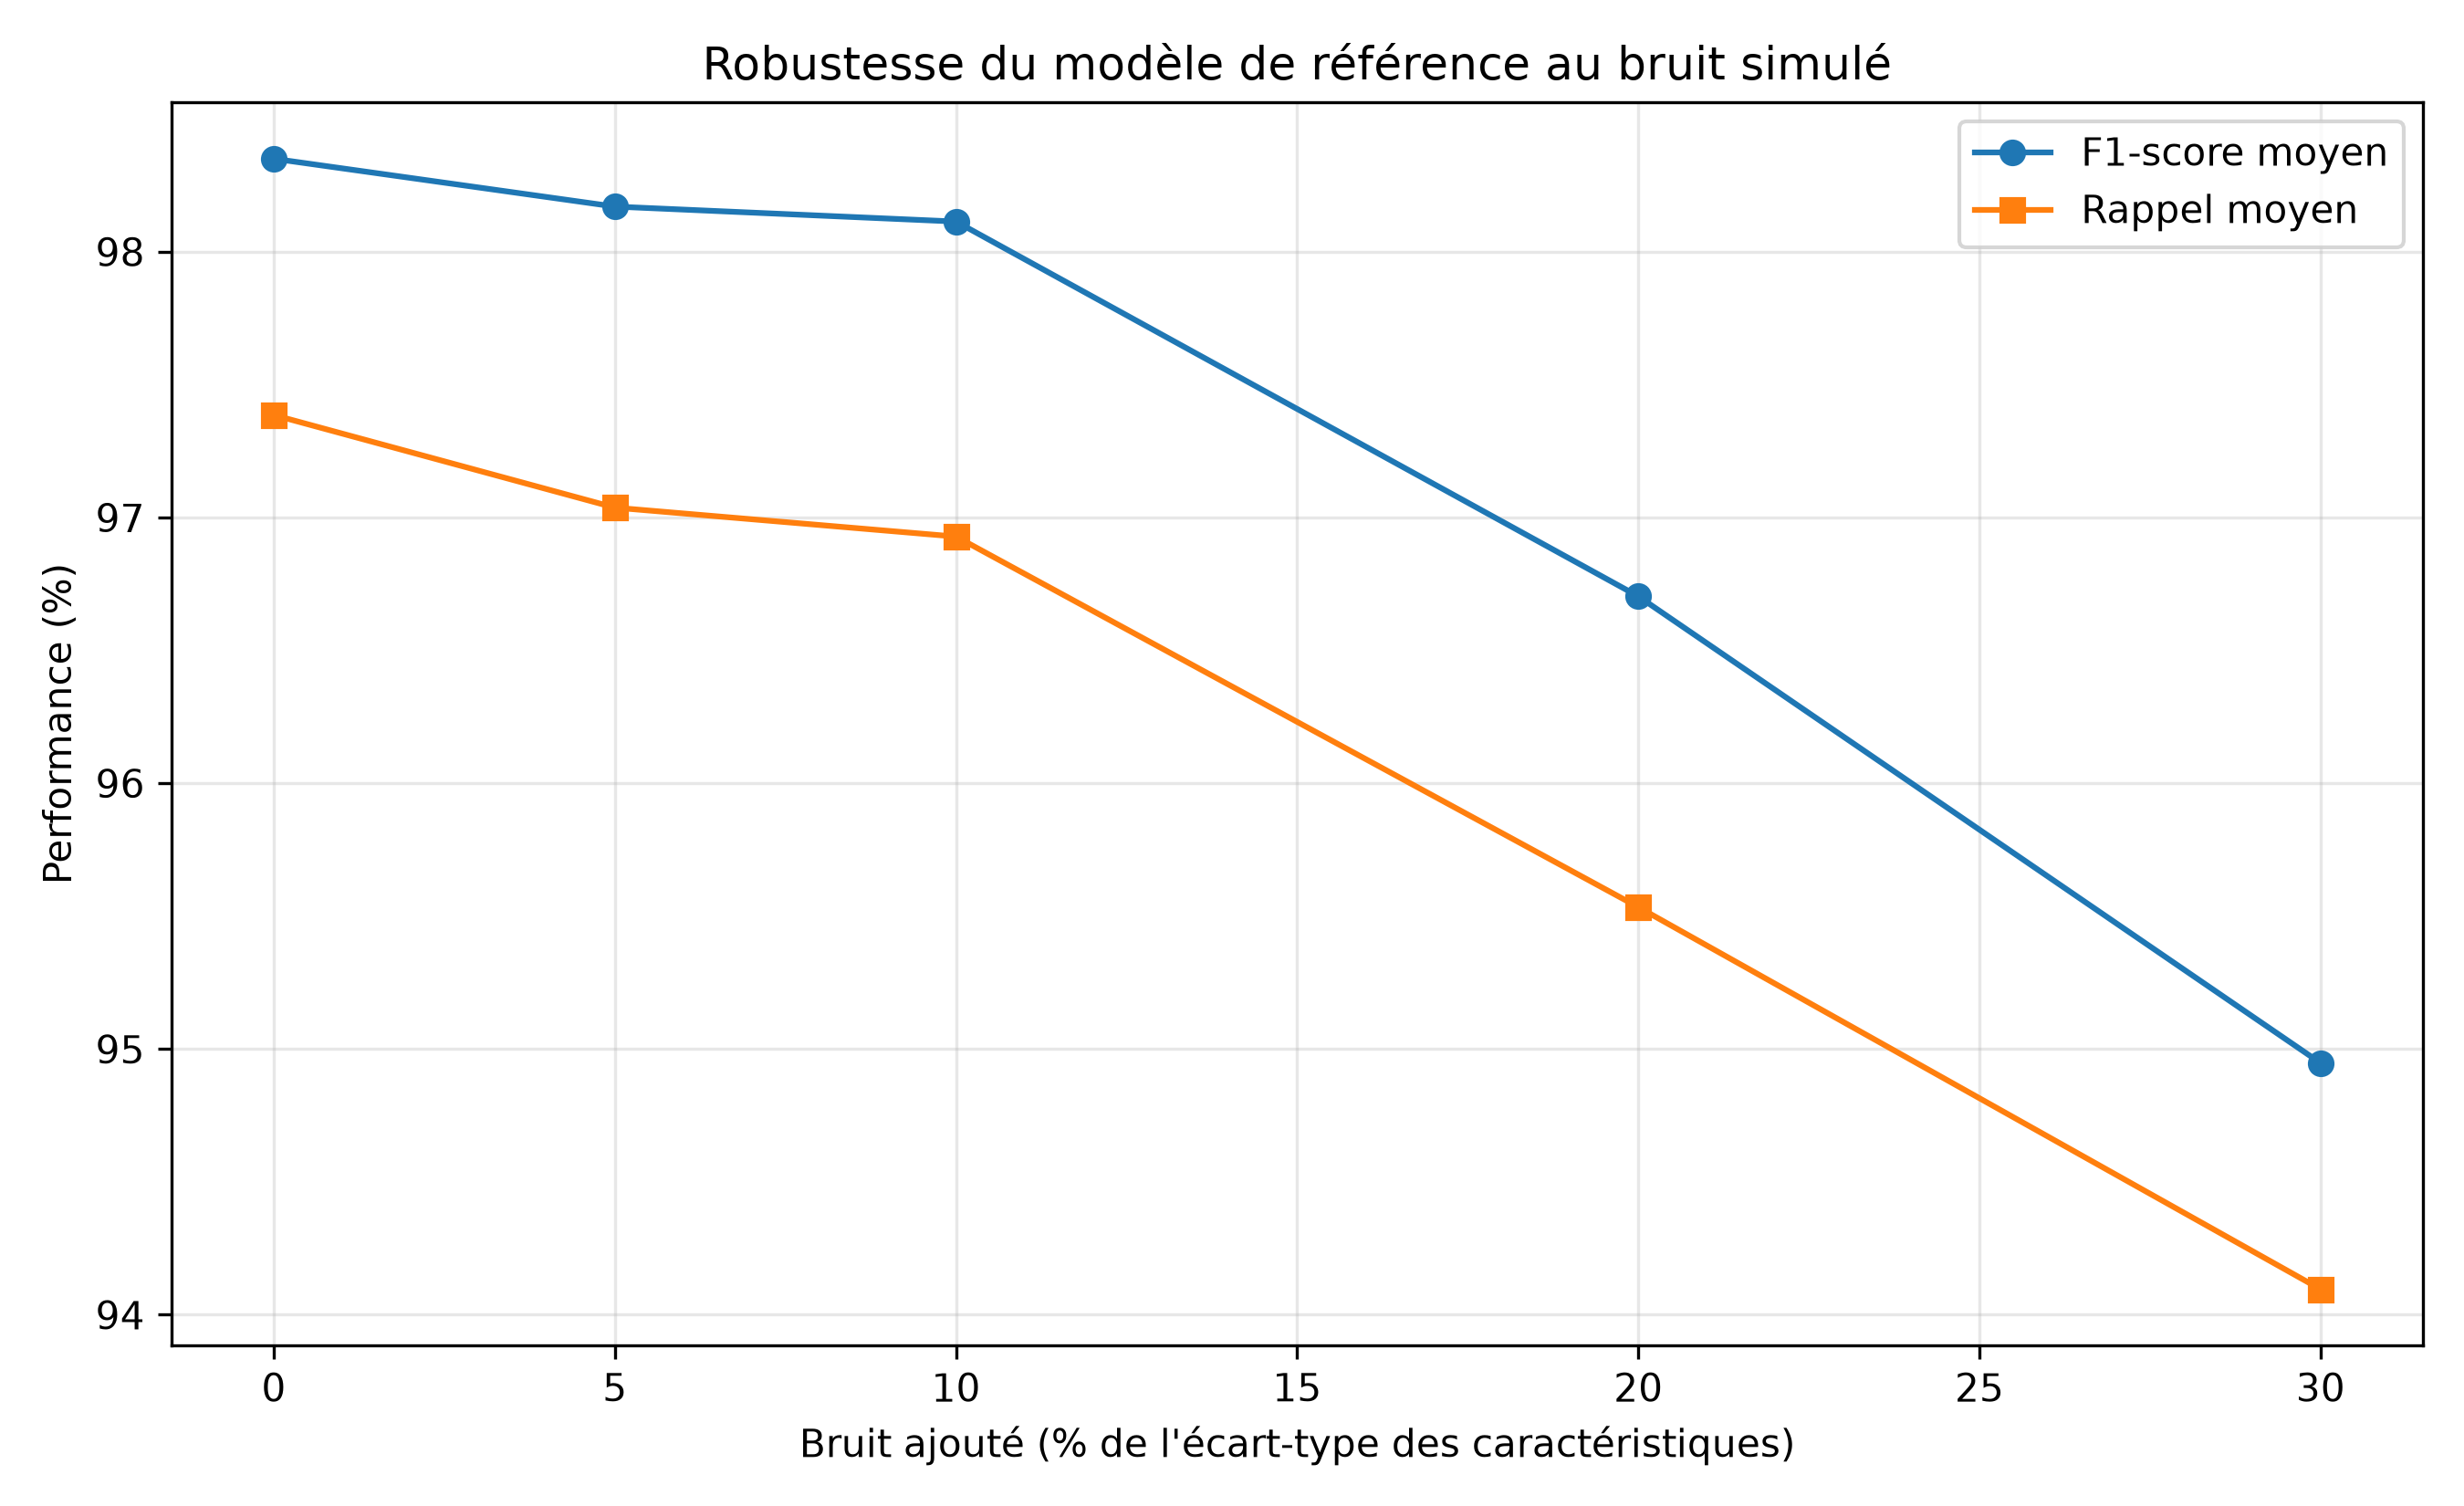 Robustesse du modèle de référence au bruit simulé
F1-score moyen
Rappel moyen
98
97
96
95
94
Performance (%)
0 5 10 15 20 25 30
Bruit ajouté (% de l'écart-type des caractéristiques)